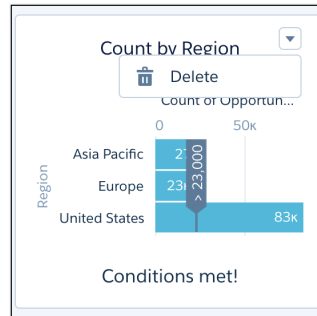 Count by Region
Delete
Count of Opportun...
0 50K
Region
Asia Pacific
Europe 23K
United States 83K
> 23,000
Conditions met!